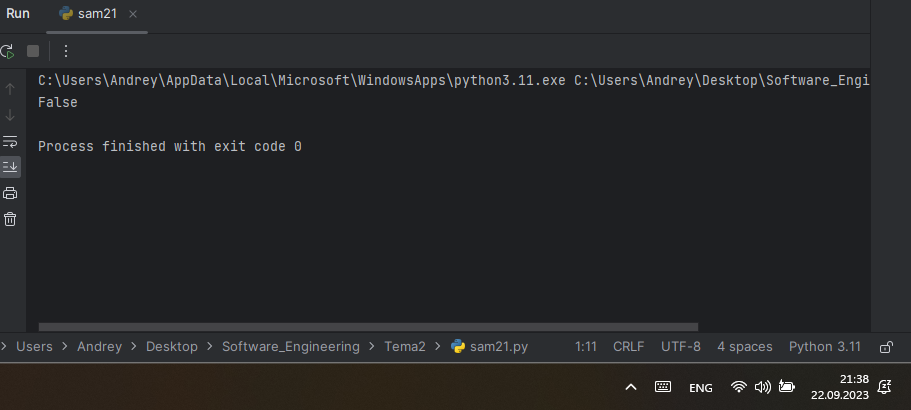 Run sam21
C:\Users\Andrey\AppData\Local\Microsoft\WindowsApps\python3.11.exe C:\Users\Andrey\Desktop\Software_Engi
False
Process finished with exit code 0
Users Andrey Desktop Software_Engineering Tema2 sam21.py 1:11 CRLF UTF-8 4 spaces Python 3.11
21:38
ENG
22.09.2023